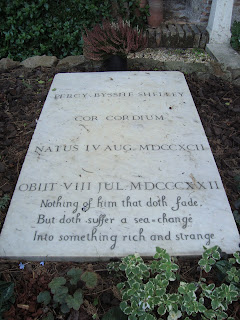 PERCY BYSSHE SHELLEY
COR CORDIUM
NATUS IV AUG. MDCCXCII
OBIIT VIII JUL. MDCCCXXII
Nothing of him that doth fade,
But doth suffer a sea-change
Into something rich and strange